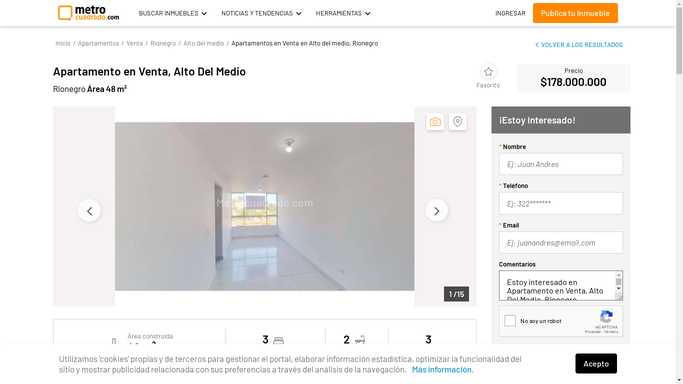 metro
cuadrado.com
BUSCAR INMUEBLES
NOTICIAS Y TENDENCIAS
HERRAMIENTAS
INGRESAR
Publica tu Inmueble
Inicio / Apartamentos / Venta / Rionegro / Alto del medio / Apartamentos en Venta en Alto del medio, Rionegro
VOLVER A LOS RESULTADOS
Apartamento en Venta, Alto Del Medio
Rionegro Área 48 m²
Favorito
Precio
$178.000.000
¡Estoy Interesado!
* Nombre
Ej: Juan Andres
* Teléfono
Ej: 322*******
* Email
Ej: juanandres@email.com
Comentarios
Estoy interesado en
Apartamento en Venta, Alto
Del Medio, Rionegro
No soy un robot
reCAPTCHA
Privacidad - Términos
Metrocuadrado.com
1 /15
Área construida
3
2
3
Utilizamos 'cookies' propias y de terceros para gestionar el portal, elaborar información estadística, optimizar la funcionalidad del
sitio y mostrar publicidad relacionada con sus preferencias a través del análisis de la navegación. Más información.
Acepto